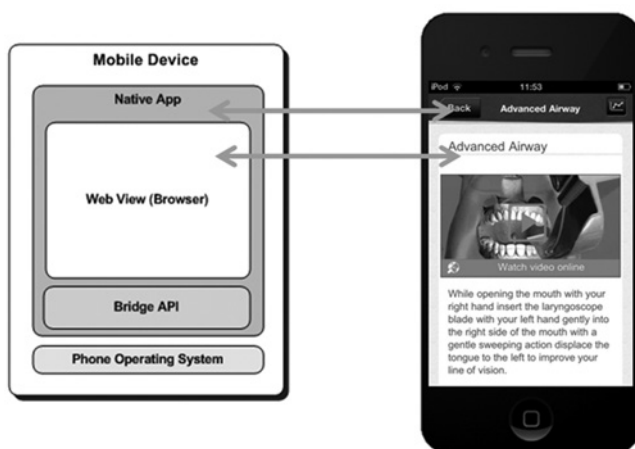 Mobile Device
Native App
Web View (Browser)
Bridge API
Phone Operating System
iPod 11:53
Back Advanced Airway
Advanced Airway
Watch video online
While opening the mouth with your
right hand insert the laryngoscope
blade with your left hand gently into
the right side of the mouth with a
gentle sweeping action displace the
tongue to the left to improve your
line of vision.